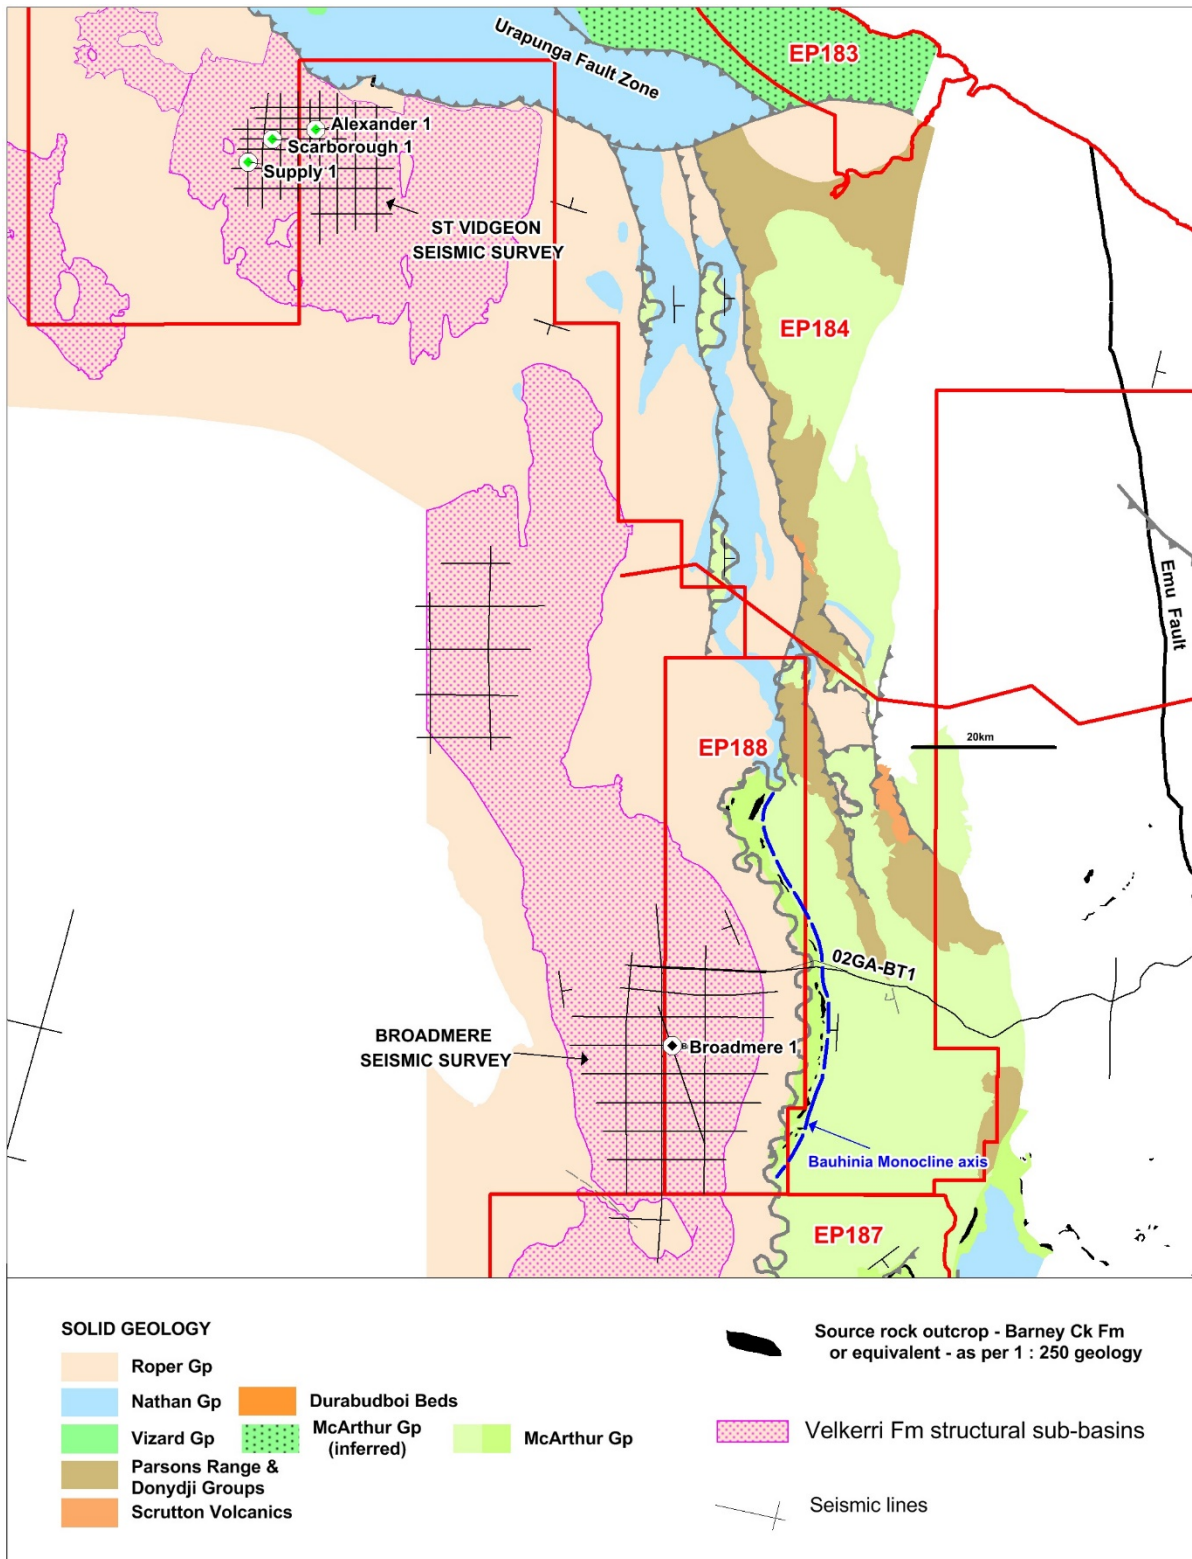 Urapunga Fault Zone
EP183
Alexander 1
Scarborough 1
Supply 1
ST VIDGEON
SEISMIC SURVEY
EP184
Emu Fault
EP188
20km
02GA-BT1
BROADMERE
SEISMIC SURVEY
B
Broadmere 1
Bauhinia Monocline axis
EP187
SOLID GEOLOGY
Roper Gp
Nathan Gp
Durabudboi Beds
Vizard Gp
McArthur Gp
(inferred)
McArthur Gp
Parsons Range &
Donydji Groups
Scrutton Volcanics
Source rock outcrop - Barney Ck Fm
or equivalent - as per 1 : 250 geology
Velkerri Fm structural sub-basins
Seismic lines